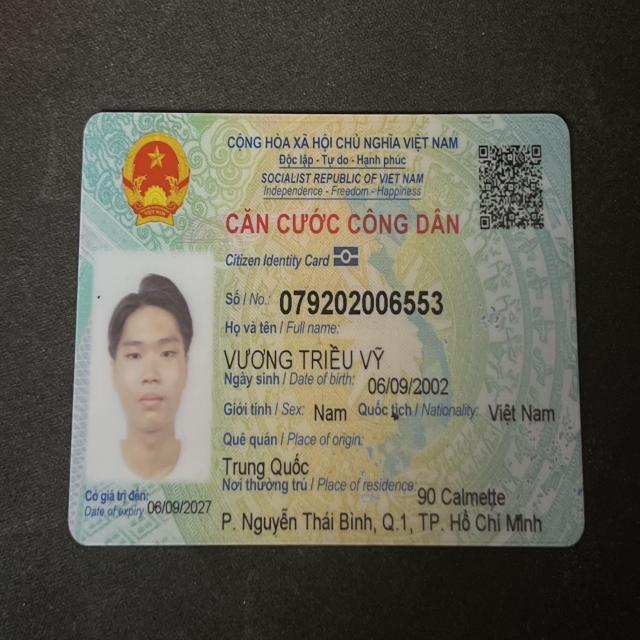 CỘNG HÒA XÃ HỘI CHỦ NGHĨA VIỆT NAM
Độc lập - Tự do - Hạnh phúc
SOCIALIST REPUBLIC OF VIET NAM
Independence - Freedom - Happiness
CĂN CƯỚC CÔNG DÂN
Citizen Identity Card
Số / No.: 079202006553
Họ và tên / Full name:
VƯƠNG TRIỀU VỸ
Ngày sinh / Date of birth: 06/09/2002
Giới tính / Sex: Nam Quốc tịch / Nationality: Việt Nam
Quê quán / Place of origin:
Trung Quốc
Nơi thường trú / Place of residence: 90 Calmette
P. Nguyễn Thái Bình, Q.1, TP. Hồ Chí Minh
Có giá trị đến:
Date of expiry 06/09/2027
VIỆT NAM